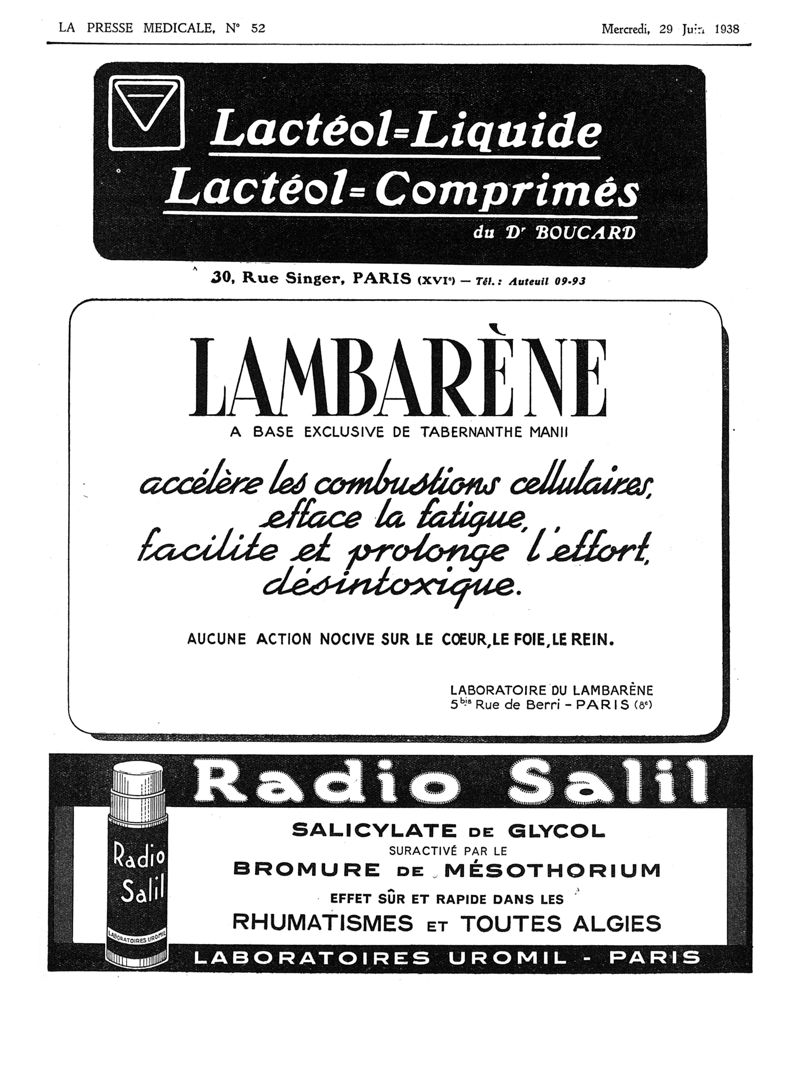 LA PRESSE MEDICALE, N° 52
Mercredi, 29 Juin 1938
Lactéol=Liquide
Lactéol=Comprimés
du Dr BOUCARD
30, Rue Singer, PARIS (XVIe) — Tél.: Auteuil 09-93
LAMBARÈNE
A BASE EXCLUSIVE DE TABERNANTHE MANII
accélère les combustions cellulaires,
efface la fatigue,
facilite et prolonge l'effort,
désintoxique.
AUCUNE ACTION NOCIVE SUR LE CŒUR, LE FOIE, LE REIN.
LABORATOIRE DU LAMBARÈNE
5bis Rue de Berri - PARIS (8e)
Radio Salil
SALICYLATE DE GLYCOL
SURACTIVÉ PAR LE
BROMURE DE MÉSOTHORIUM
EFFET SÛR ET RAPIDE DANS LES
RHUMATISMES ET TOUTES ALGIES
Radio
Salil
LABORATOIRES UROMIL
LABORATOIRES UROMIL - PARIS